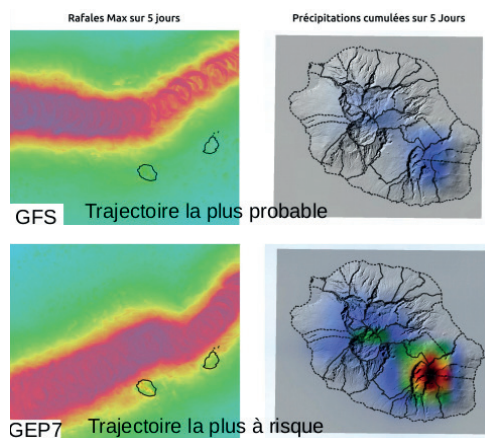 Rafales Max sur 5 jours
Précipitations cumulées sur 5 Jours
GFS
Trajectoire la plus probable
GEP7
Trajectoire la plus à risque